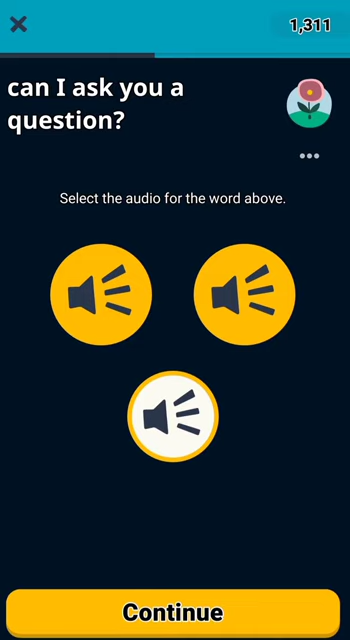 1,311
can I ask you a
question?
Select the audio for the word above.
Continue